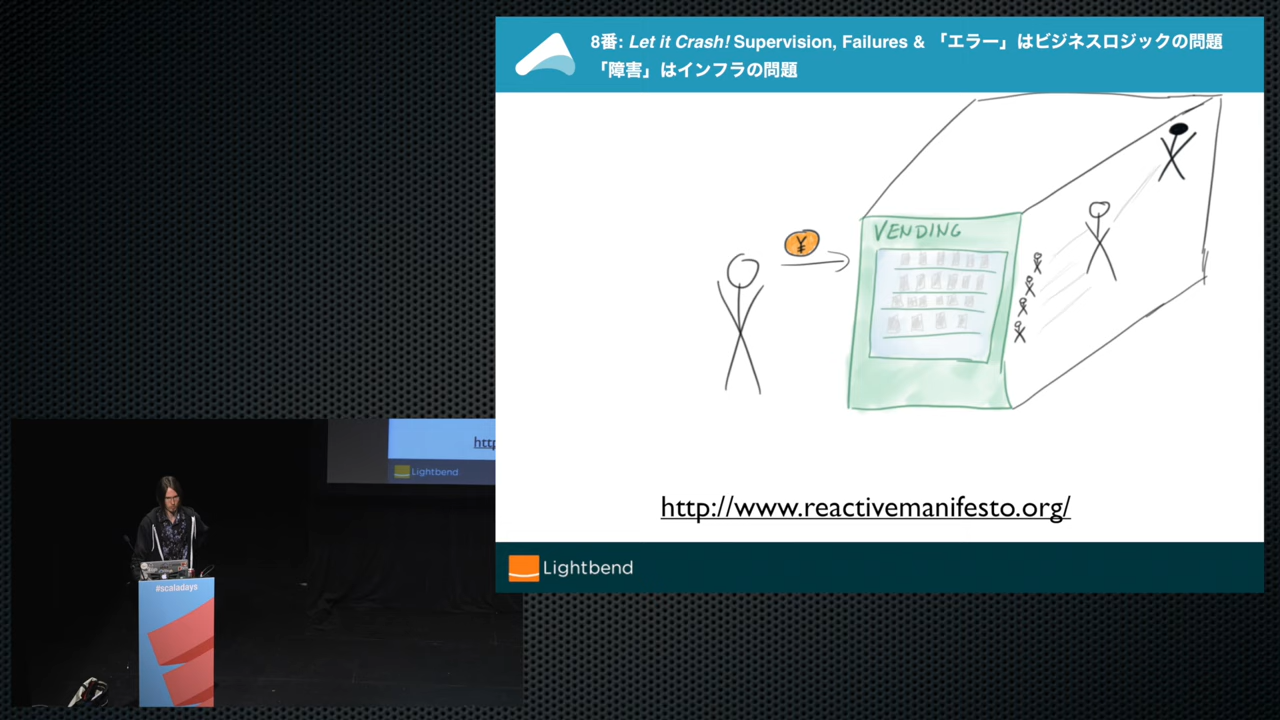 8番: Let it Crash! Supervision, Failures & 「エラー」はビジネスロジックの問題
「障害」はインフラの問題
VENDING
¥
http://www.reactivemanifesto.org/
Lightbend
http
Lightbend
#scaladays